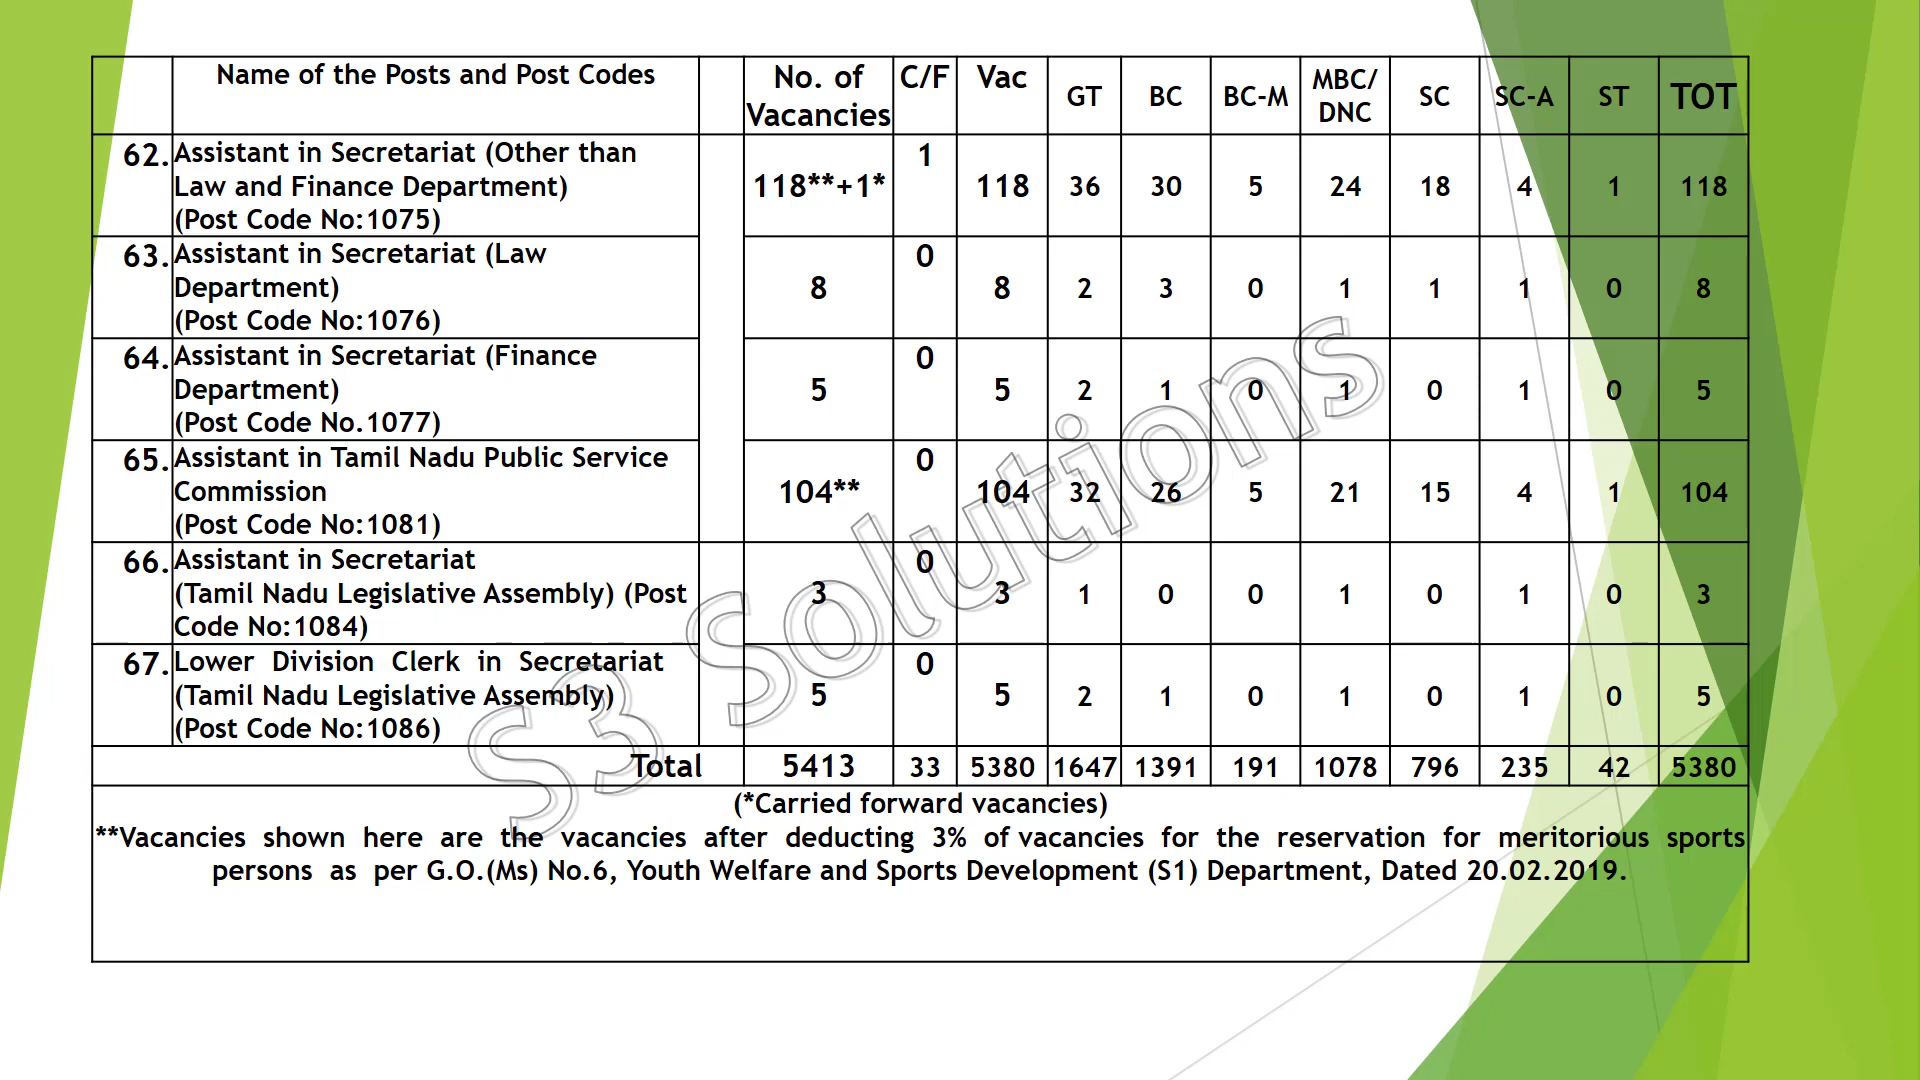 Name of the Posts and Post Codes No. of Vacancies C/F Vac GT BC BC-M MBC/ DNC SC SC-A ST TOT
62. Assistant in Secretariat (Other than
Law and Finance Department)
(Post Code No:1075)
118**+1* 1 118 36 30 5 24 18 4 1 118
63. Assistant in Secretariat (Law
Department)
(Post Code No:1076)
8 0 8 2 3 0 1 1 1 0 8
64. Assistant in Secretariat (Finance
Department)
(Post Code No.1077)
5 0 5 2 1 0 1 0 1 0 5
65. Assistant in Tamil Nadu Public Service
Commission
(Post Code No:1081)
104** 0 104 32 26 5 21 15 4 1 104
66. Assistant in Secretariat
(Tamil Nadu Legislative Assembly) (Post
Code No:1084)
3 0 3 1 0 0 1 0 1 0 3
67. Lower Division Clerk in Secretariat
(Tamil Nadu Legislative Assembly)
(Post Code No:1086)
5 0 5 2 1 0 1 0 1 0 5
Total 5413 33 5380 1647 1391 191 1078 796 235 42 5380
(*Carried forward vacancies)
**Vacancies shown here are the vacancies after deducting 3% of vacancies for the reservation for meritorious sports
persons as per G.O.(Ms) No.6, Youth Welfare and Sports Development (S1) Department, Dated 20.02.2019.
S3 Solutions